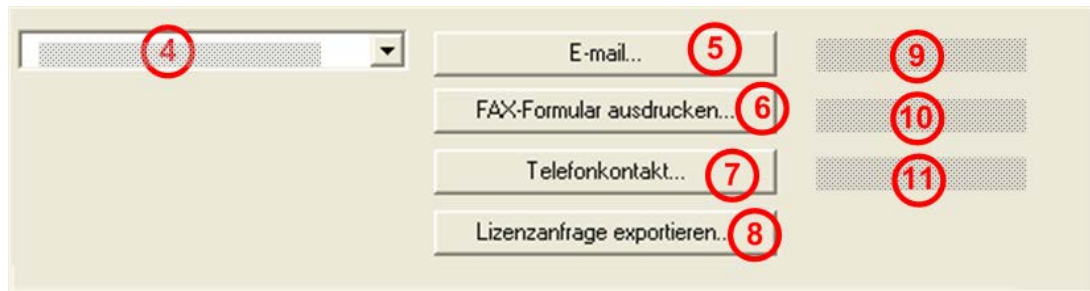 4 E-mail... 5 9
FAX-Formular ausdrucken... 6 10
Telefonkontakt... 7 11
Lizenzanfrage exportieren... 8